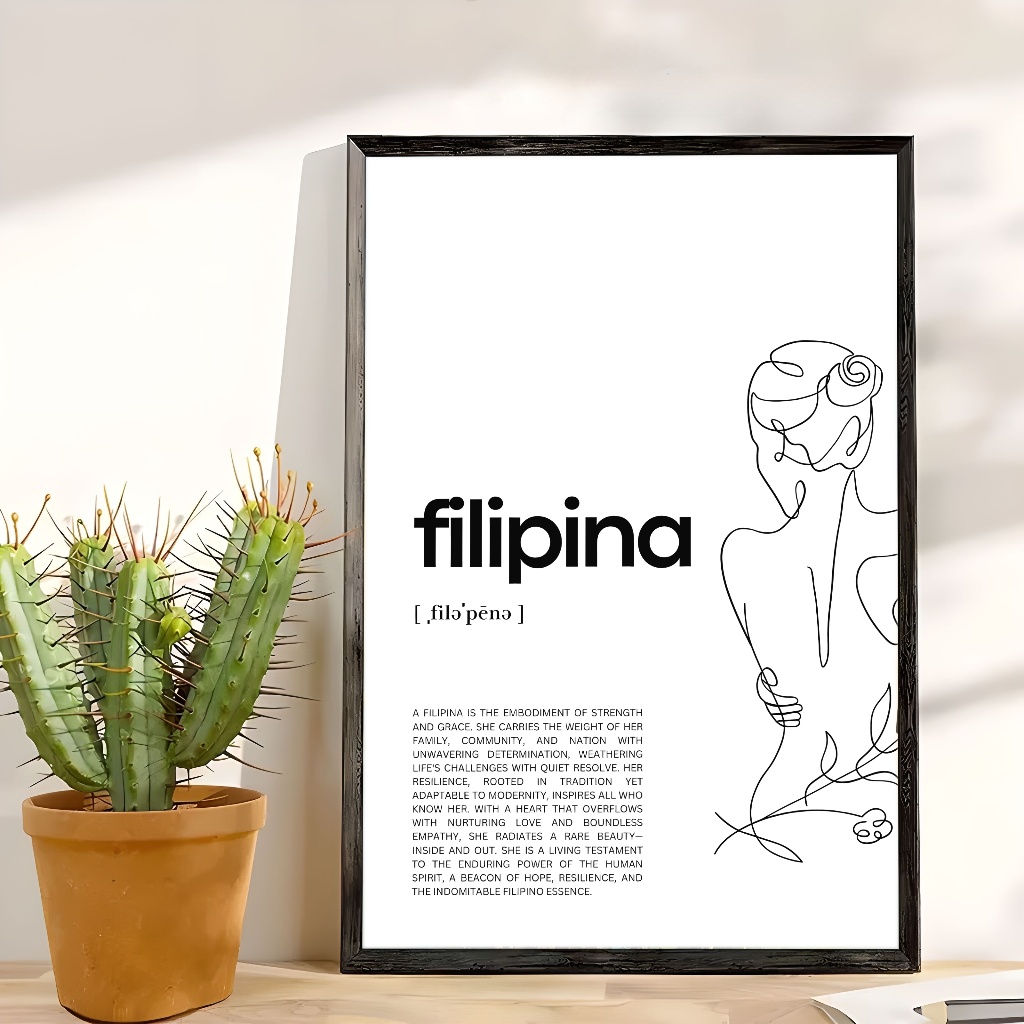 filipina
[ ˌfiləˈpēnə ]
A FILIPINA IS THE EMBODIMENT OF STRENGTH
AND GRACE. SHE CARRIES THE WEIGHT OF HER
FAMILY, COMMUNITY, AND NATION WITH
UNWAVERING DETERMINATION, WEATHERING
LIFE'S CHALLENGES WITH QUIET RESOLVE. HER
RESILIENCE, ROOTED IN TRADITION YET
ADAPTABLE TO MODERNITY, INSPIRES ALL WHO
KNOW HER. WITH A HEART THAT OVERFLOWS
WITH NURTURING LOVE AND BOUNDLESS
EMPATHY, SHE RADIATES A RARE BEAUTY—
INSIDE AND OUT. SHE IS A LIVING TESTAMENT
TO THE ENDURING POWER OF THE HUMAN
SPIRIT, A BEACON OF HOPE, RESILIENCE, AND
THE INDOMITABLE FILIPINO ESSENCE.